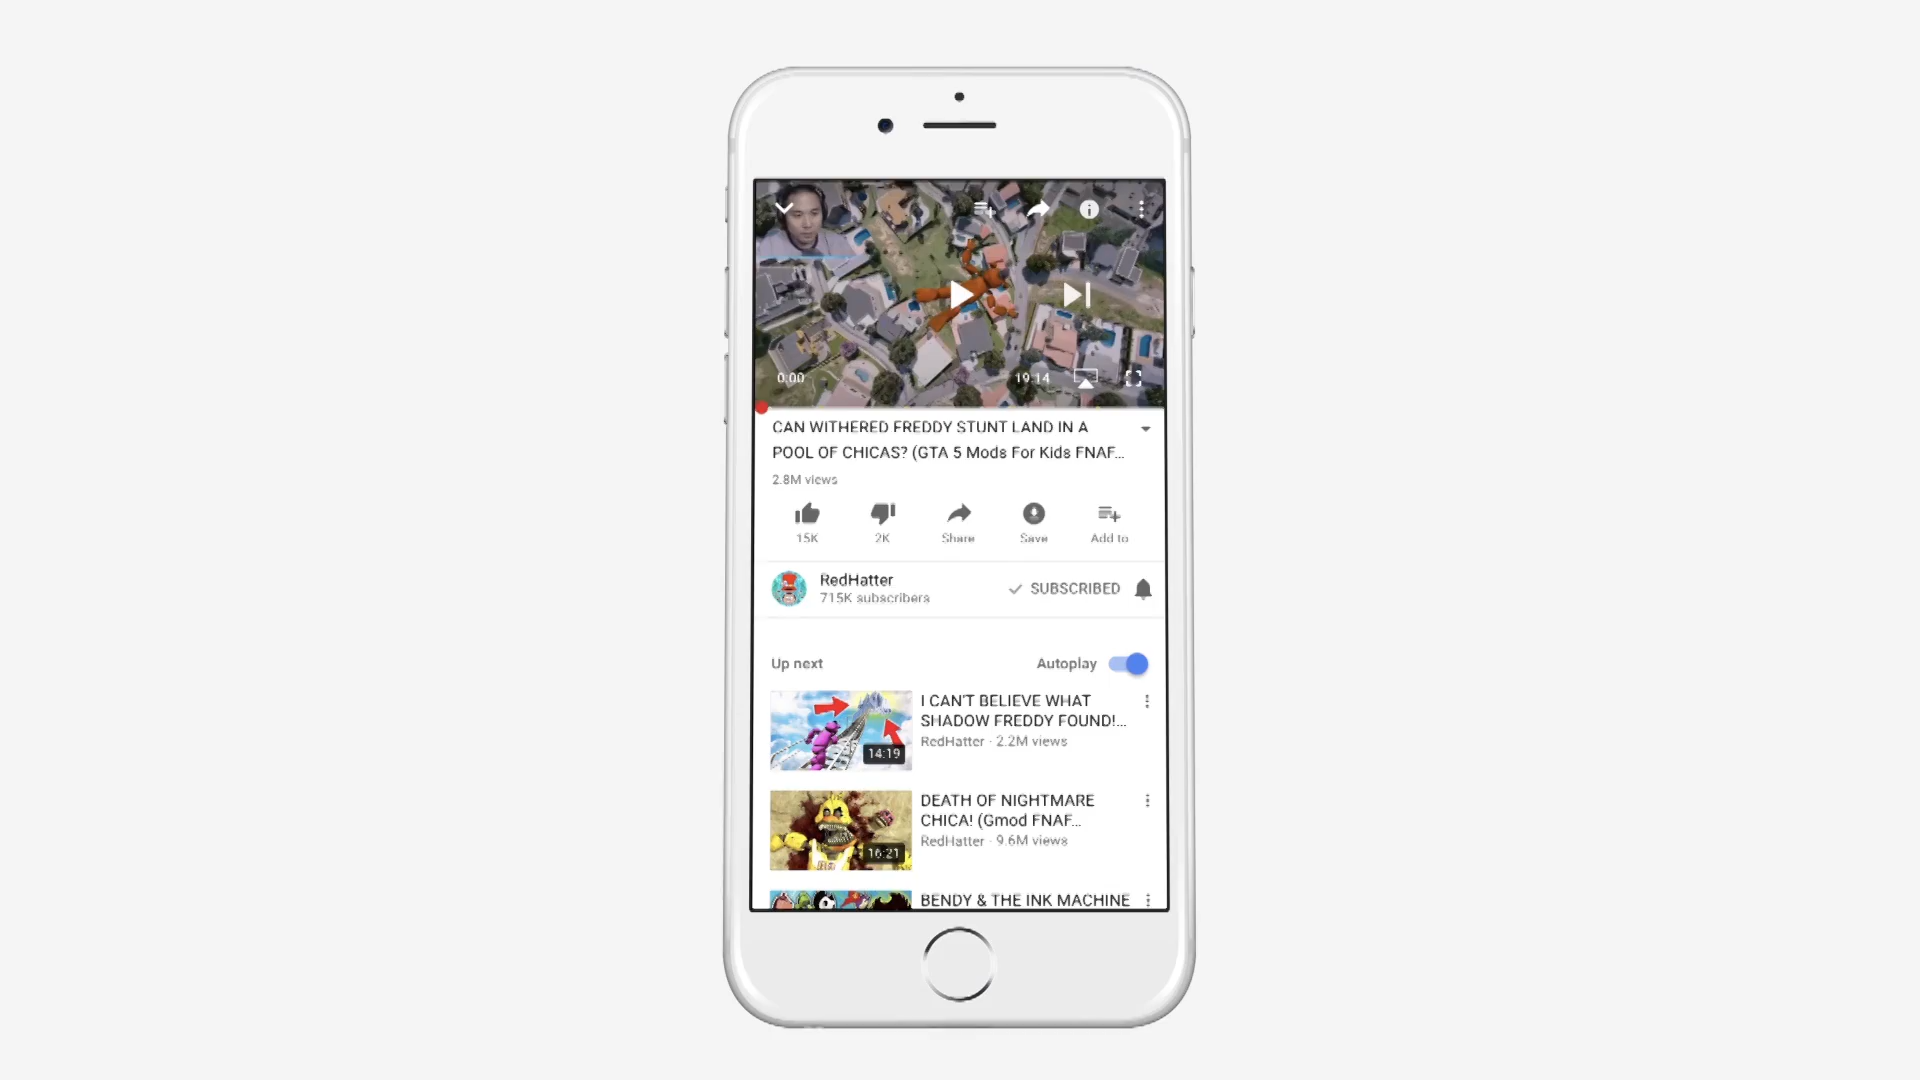 0:00
19:14
CAN WITHERED FREDDY STUNT LAND IN A
POOL OF CHICAS? (GTA 5 Mods For Kids FNAF...
2.8M views
15K
2K
Share
Save
Add to
RedHatter
715K subscribers
SUBSCRIBED
Up next
Autoplay
14:19
I CAN'T BELIEVE WHAT
SHADOW FREDDY FOUND!...
RedHatter · 2.2M views
16:21
DEATH OF NIGHTMARE
CHICA! (Gmod FNAF...
RedHatter · 9.6M views
BENDY & THE INK MACHINE